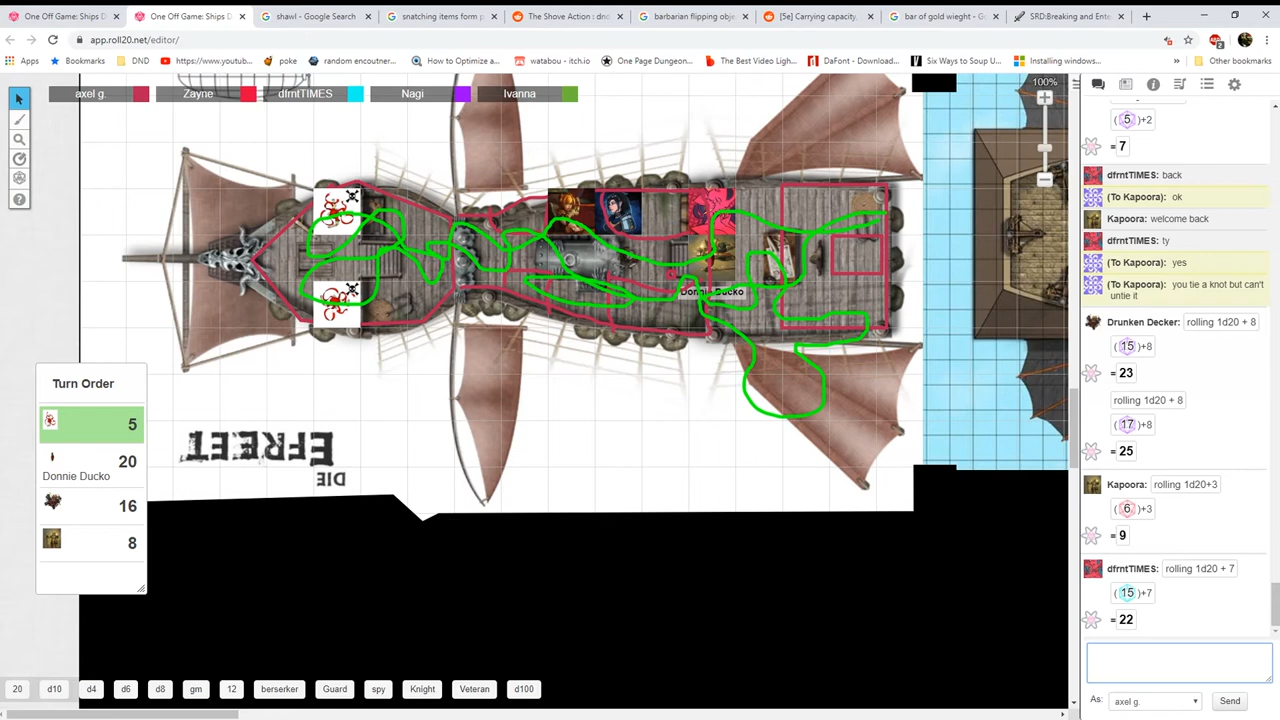 One Off Game: Ships D
One Off Game: Ships D
shawl - Google Search
snatching items form p
The Shove Action : dnd
barbarian flipping obje
[5e] Carrying capacity,
bar of gold wieght - Go
SRD:Breaking and Ente
app.roll20.net/editor/
Apps
Bookmarks
DND
https://www.youtub...
poke
random encoutner...
How to Optimize a...
watabou - itch.io
One Page Dungeon...
The Best Video Ligh...
DaFont - Download...
Six Ways to Soup U...
Installing windows...
»
Other bookmarks
axel g.
Zayne
dfrntTIMES
Nagi
Ivanna
100%
Donnie Ducko
DIE
EFREET
Turn Order
5
20
Donnie Ducko
16
8
(5)+2
= 7
dfrntTIMES: back
(To Kapoora): ok
Kapoora: welcome back
dfrntTIMES: ty
(To Kapoora): yes
(To Kapoora): you tie a knot but can't
untie it
Drunken Decker: rolling 1d20 + 8
(15)+8
= 23
rolling 1d20 + 8
(17)+8
= 25
Kapoora: rolling 1d20+3
(6)+3
= 9
dfrntTIMES: rolling 1d20 + 7
(15)+7
= 22
As: axel g.
Send
20
d10
d4
d6
d8
gm
12
berserker
Guard
spy
Knight
Veteran
d100